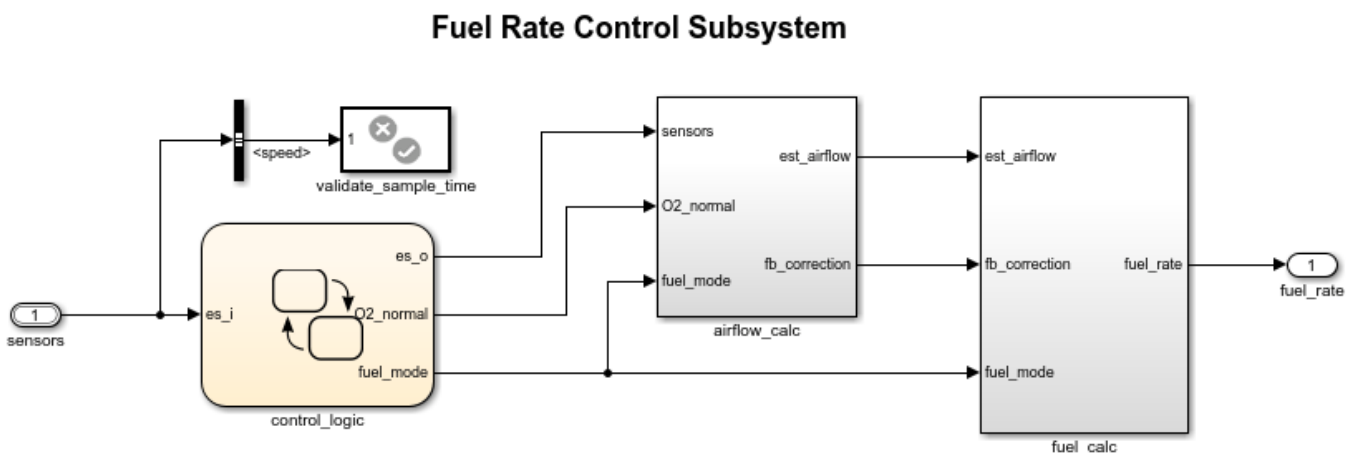 Fuel Rate Control Subsystem
<speed>
1
validate_sample_time
1
sensors
es_i
es_o
O2_normal
fuel_mode
control_logic
sensors
O2_normal
fuel_mode
est_airflow
fb_correction
airflow_calc
est_airflow
fb_correction
fuel_mode
fuel_rate
fuel_calc
1
fuel_rate